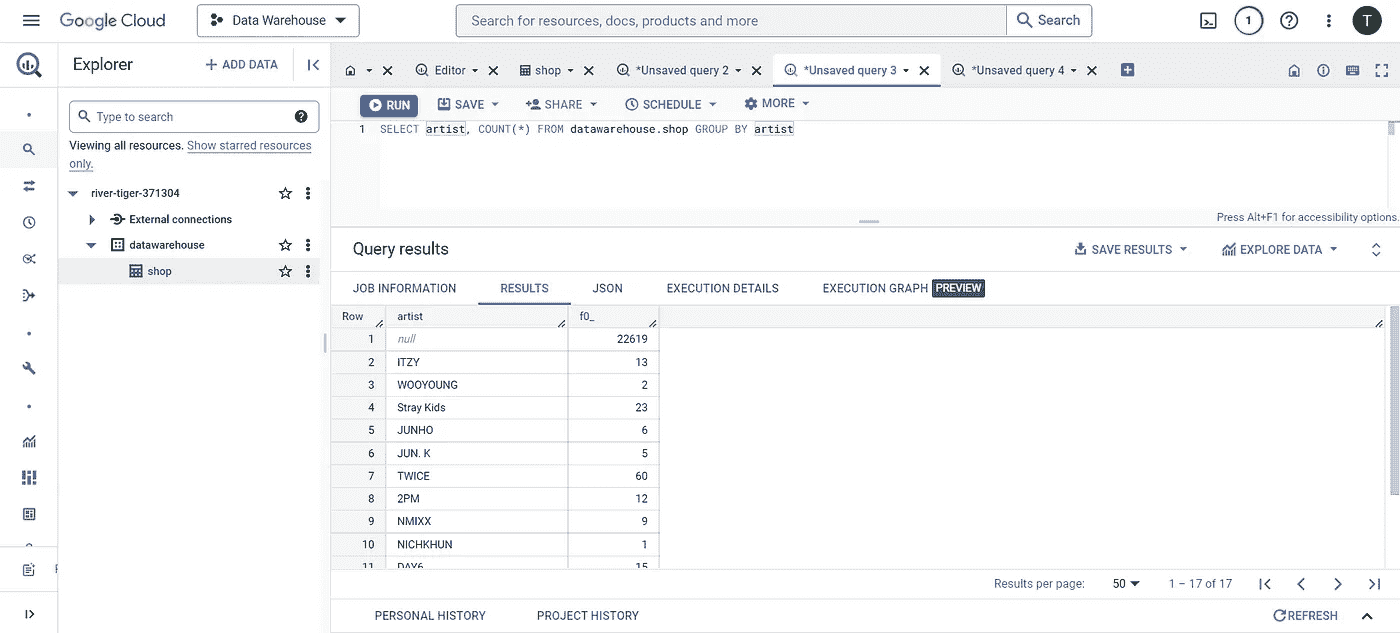 Google Cloud
Data Warehouse
Search for resources, docs, products and more
Search
1
T
Explorer
+ ADD DATA
Editor
shop
*Unsaved query 2
*Unsaved query 3
*Unsaved query 4
Type to search
Viewing all resources. Show starred resources
only.
river-tiger-371304
External connections
datawarehouse
shop
RUN
SAVE
SHARE
SCHEDULE
MORE
1 SELECT artist, COUNT(*) FROM datawarehouse.shop GROUP BY artist
Press Alt+F1 for accessibility options.
Query results
SAVE RESULTS
EXPLORE DATA
JOB INFORMATION
RESULTS
JSON
EXECUTION DETAILS
EXECUTION GRAPH PREVIEW
Row artist f0_
1 null 22619
2 ITZY 13
3 WOOYOUNG 2
4 Stray Kids 23
5 JUNHO 6
6 JUN. K 5
7 TWICE 60
8 2PM 12
9 NMIXX 9
10 NICHKHUN 1
11 DAY6 15
Results per page: 50 1 – 17 of 17
PERSONAL HISTORY
PROJECT HISTORY
REFRESH